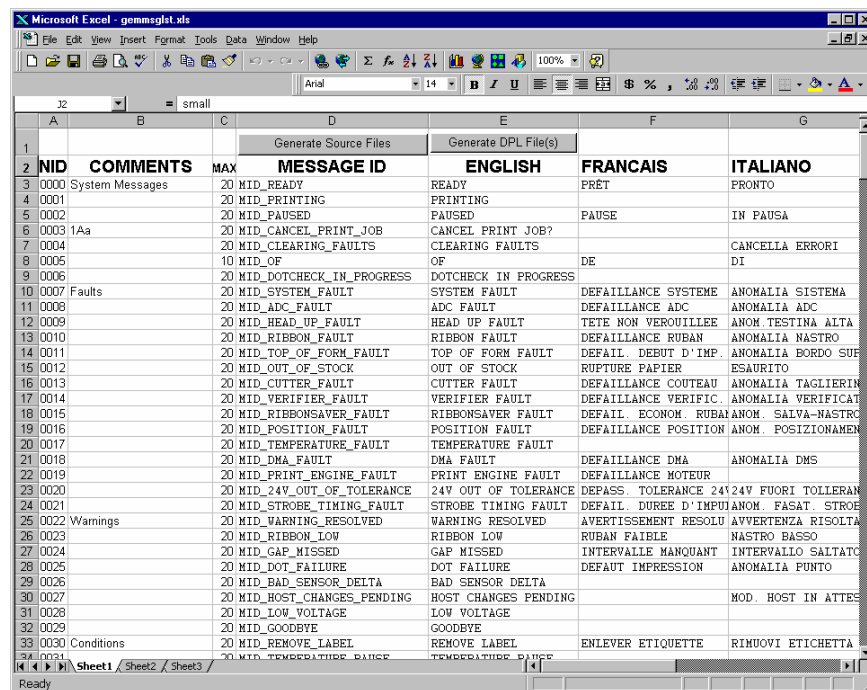 Microsoft Excel - gemmsglst.xls
File Edit View Insert Format Tools Data Window Help
100%
Arial 14 B I U $ % ,
J2 = small
A B C D E F G
1 Generate Source Files Generate DPL File(s)
2 NID COMMENTS MAX MESSAGE ID ENGLISH FRANCAIS ITALIANO
3 0000 System Messages 20 MID_READY READY PRÊT PRONTO
4 0001 20 MID_PRINTING PRINTING
5 0002 20 MID_PAUSED PAUSED PAUSE IN PAUSA
6 0003 1Aa 20 MID_CANCEL_PRINT_JOB CANCEL PRINT JOB?
7 0004 20 MID_CLEARING_FAULTS CLEARING FAULTS CANCELLA ERRORI
8 0005 10 MID_OF OF DE DI
9 0006 20 MID_DOTCHECK_IN_PROGRESS DOTCHECK IN PROGRESS
10 0007 Faults 20 MID_SYSTEM_FAULT SYSTEM FAULT DEFAILLANCE SYSTEME ANOMALIA SISTEMA
11 0008 20 MID_ADC_FAULT ADC FAULT DEFAILLANCE ADC ANOMALIA ADC
12 0009 20 MID_HEAD_UP_FAULT HEAD UP FAULT TETE NON VEROUILLEE ANOM.TESTINA ALTA
13 0010 20 MID_RIBBON_FAULT RIBBON FAULT DEFAILLANCE RUBAN ANOMALIA NASTRO
14 0011 20 MID_TOP_OF_FORM_FAULT TOP OF FORM FAULT DEFAIL. DEBUT D'IMP. ANOMALIA BORDO SUP
15 0012 20 MID_OUT_OF_STOCK OUT OF STOCK RUPTURE PAPIER ESAURITO
16 0013 20 MID_CUTTER_FAULT CUTTER FAULT DEFAILLANCE COUTEAU ANOMALIA TAGLIERIN
17 0014 20 MID_VERIFIER_FAULT VERIFIER FAULT DEFAILLANCE VERIFIC. ANOMALIA VERIFICAT
18 0015 20 MID_RIBBONSAVER_FAULT RIBBONSAVER FAULT DEFAIL. ECONOM. RUBA ANOM. SALVA-NASTRO
19 0016 20 MID_POSITION_FAULT POSITION FAULT DEFAILLANCE POSITION ANOM. POSIZIONAMEN
20 0017 20 MID_TEMPERATURE_FAULT TEMPERATURE FAULT
21 0018 20 MID_DMA_FAULT DMA FAULT DEFAILLANCE DMA ANOMALIA DMS
22 0019 20 MID_PRINT_ENGINE_FAULT PRINT ENGINE FAULT DEFAILLANCE MOTEUR
23 0020 20 MID_24V_OUT_OF_TOLERANCE 24V OUT OF TOLERANCE DEPASS. TOLERANCE 24V 24V FUORI TOLLERAN
24 0021 20 MID_STROBE_TIMING_FAULT STROBE TIMING FAULT DEFAIL. DUREE D'IMPU ANOM. FASAT. STROB
25 0022 Warnings 20 MID_WARNING_RESOLVED WARNING RESOLVED AVERTISSEMENT RESOLU AVVERTENZA RISOLTA
26 0023 20 MID_RIBBON_LOW RIBBON LOW RUBAN FAIBLE NASTRO BASSO
27 0024 20 MID_GAP_MISSED GAP MISSED INTERVALLE MANQUANT INTERVALLO SALTATO
28 0025 20 MID_DOT_FAILURE DOT FAILURE DEFAUT IMPRESSION ANOMALIA PUNTO
29 0026 20 MID_BAD_SENSOR_DELTA BAD SENSOR DELTA
30 0027 20 MID_HOST_CHANGES_PENDING HOST CHANGES PENDING MOD. HOST IN ATTES
31 0028 20 MID_LOW_VOLTAGE LOW VOLTAGE
32 0029 20 MID_GOODBYE GOODBYE
33 0030 Conditions 20 MID_REMOVE_LABEL REMOVE LABEL ENLEVER ETIQUETTE RIMUOVI ETICHETTA
34 0031 20 MID_TEMPERATURE_PAUSE TEMPERATURE PAUSE
Sheet1 Sheet2 Sheet3
Ready